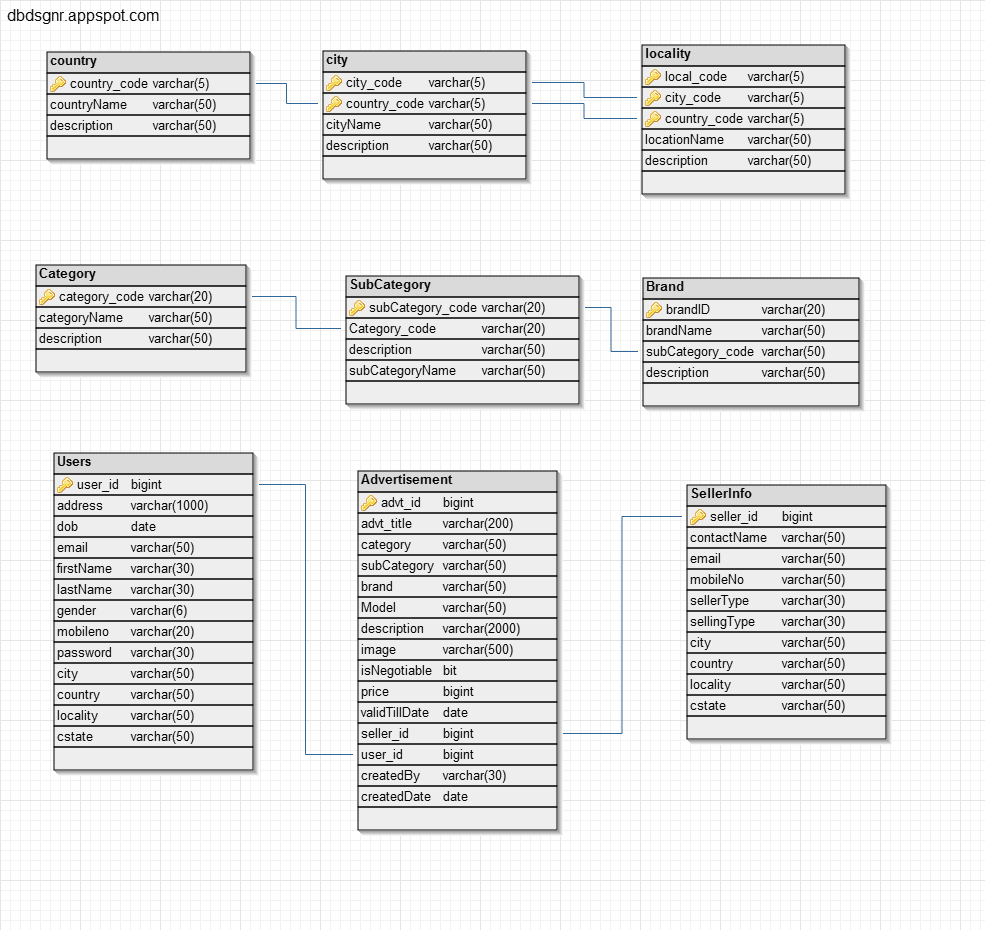 dbdsgnr.appspot.com
country
country_code varchar(5)
countryName varchar(50)
description varchar(50)
city
city_code varchar(5)
country_code varchar(5)
cityName varchar(50)
description varchar(50)
locality
local_code varchar(5)
city_code varchar(5)
country_code varchar(5)
locationName varchar(50)
description varchar(50)
Category
category_code varchar(20)
categoryName varchar(50)
description varchar(50)
SubCategory
subCategory_code varchar(20)
Category_code varchar(20)
description varchar(50)
subCategoryName varchar(50)
Brand
brandID varchar(20)
brandName varchar(50)
subCategory_code varchar(50)
description varchar(50)
Users
user_id bigint
address varchar(1000)
dob date
email varchar(50)
firstName varchar(30)
lastName varchar(30)
gender varchar(6)
mobileno varchar(20)
password varchar(30)
city varchar(50)
country varchar(50)
locality varchar(50)
cstate varchar(50)
Advertisement
advt_id bigint
advt_title varchar(200)
category varchar(50)
subCategory varchar(50)
brand varchar(50)
Model varchar(50)
description varchar(2000)
image varchar(500)
isNegotiable bit
price bigint
validTillDate date
seller_id bigint
user_id bigint
createdBy varchar(30)
createdDate date
SellerInfo
seller_id bigint
contactName varchar(50)
email varchar(50)
mobileNo varchar(50)
sellerType varchar(30)
sellingType varchar(30)
city varchar(50)
country varchar(50)
locality varchar(50)
cstate varchar(50)